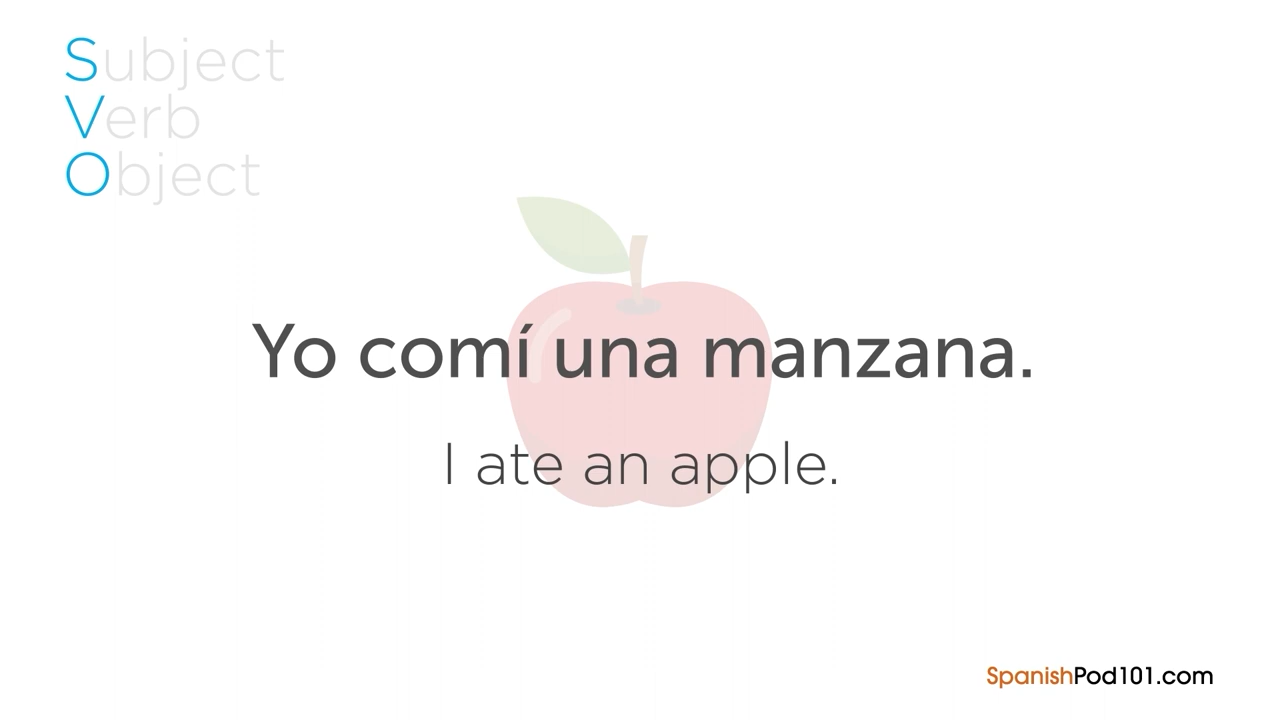 Subject
Verb
Object
Yo comí una manzana.
I ate an apple.
SpanishPod101.com